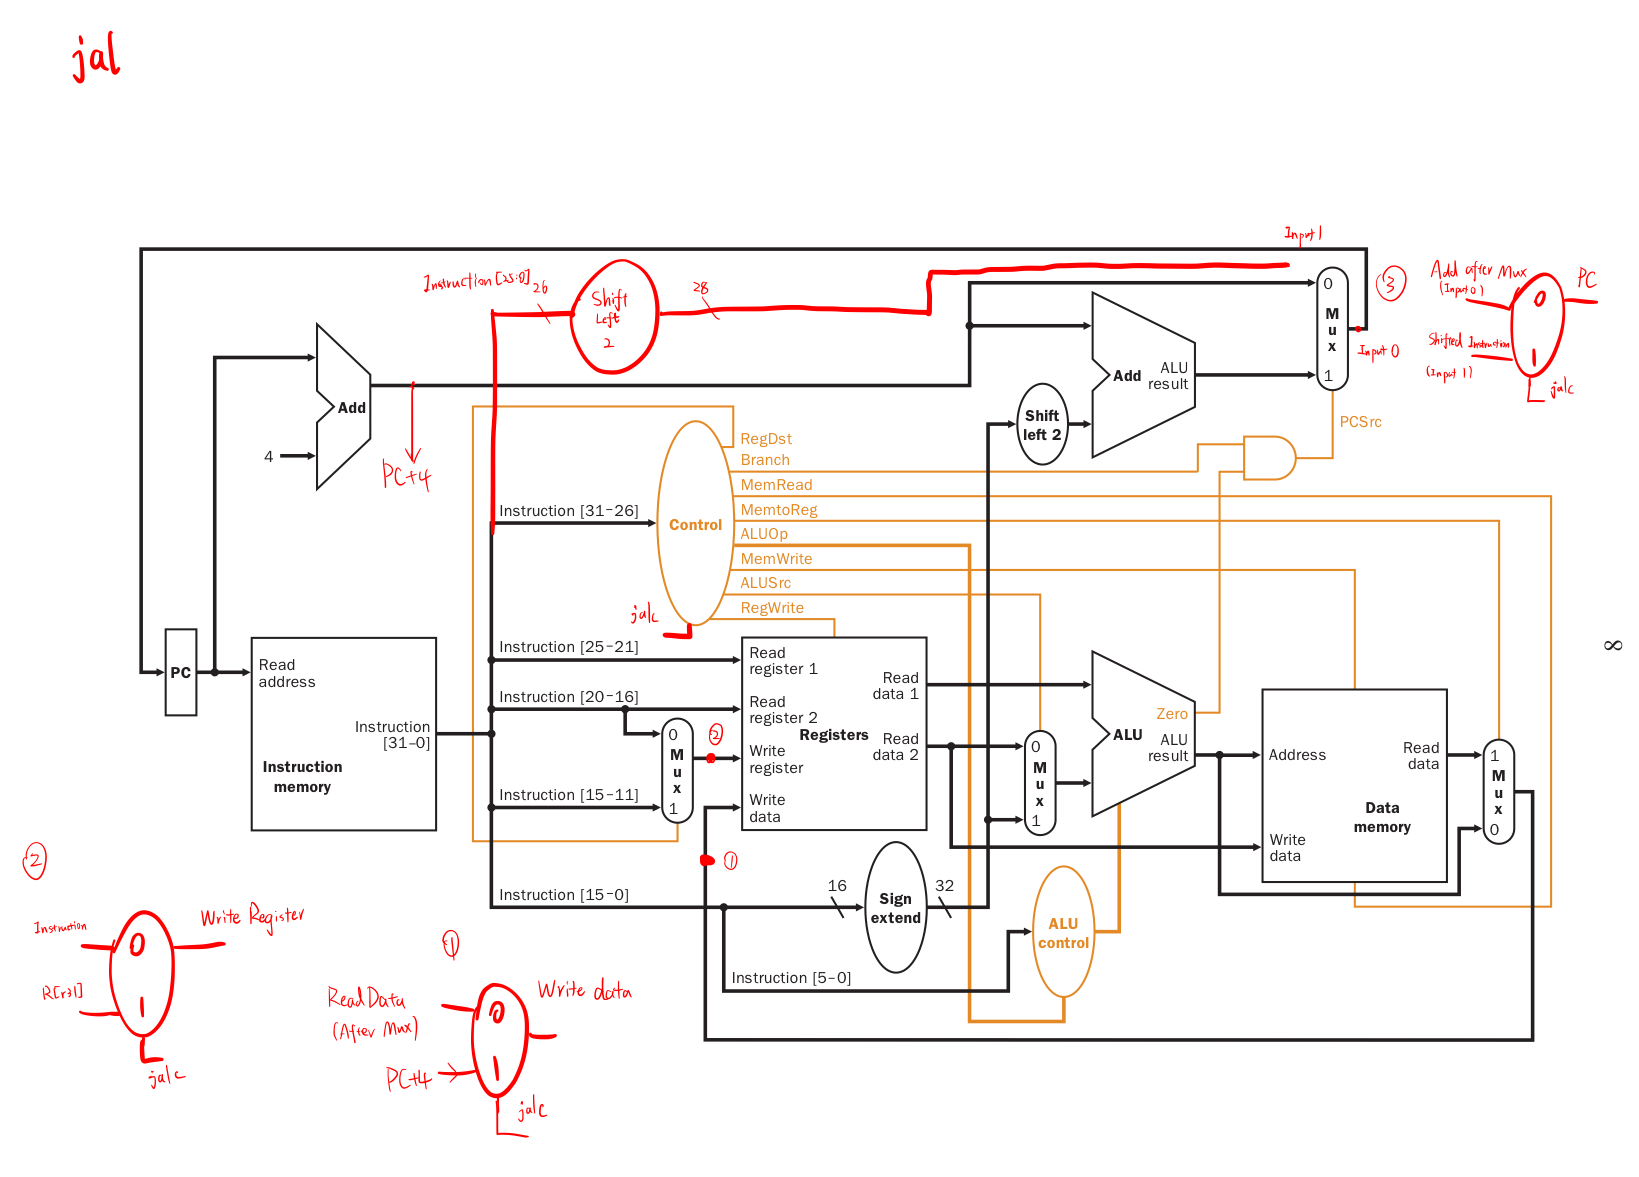 jal
Input 1
Instruction [25:0] 26
Shift
Left
2
28
0
M
u
x
1
3
Add after Mux
(Input 0)
0
PC
Shifted Instruction
(Input 1)
1
jalc
Input 0
Add
4
PC+4
Add
ALU
result
Shift
left 2
PCSrc
RegDst
Branch
MemRead
MemtoReg
ALUOp
MemWrite
ALUSrc
RegWrite
Instruction [31–26]
Control
jalc
PC
Read
address
Instruction
[31–0]
Instruction
memory
Instruction [25–21]
Instruction [20–16]
Instruction [15–11]
Instruction [15–0]
0
M
u
x
1
2
Read
register 1
Read
register 2
Write
register
Write
data
Registers
Read
data 1
Read
data 2
0
M
u
x
1
Zero
ALU
ALU
result
Address
Read
data
Data
memory
Write
data
1
M
u
x
0
∞
1
16
Sign
extend
32
ALU
control
Instruction [5–0]
2
Instruction
0
Write Register
R[r31]
1
jalc
1
Read Data
(After Mux)
0
Write data
PC+4
1
jalc